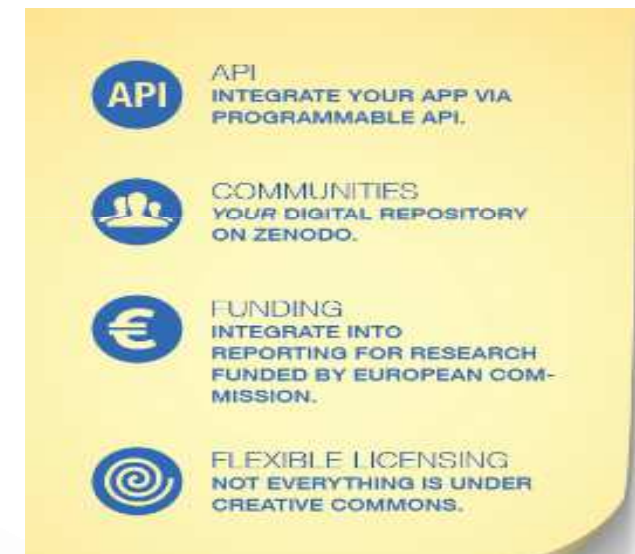 API
API
INTEGRATE YOUR APP VIA
PROGRAMMABLE API.
COMMUNITIES
YOUR DIGITAL REPOSITORY
ON ZENODO.
€
FUNDING
INTEGRATE INTO
REPORTING FOR RESEARCH
FUNDED BY EUROPEAN COM-
MISSION.
FLEXIBLE LICENSING
NOT EVERYTHING IS UNDER
CREATIVE COMMONS.